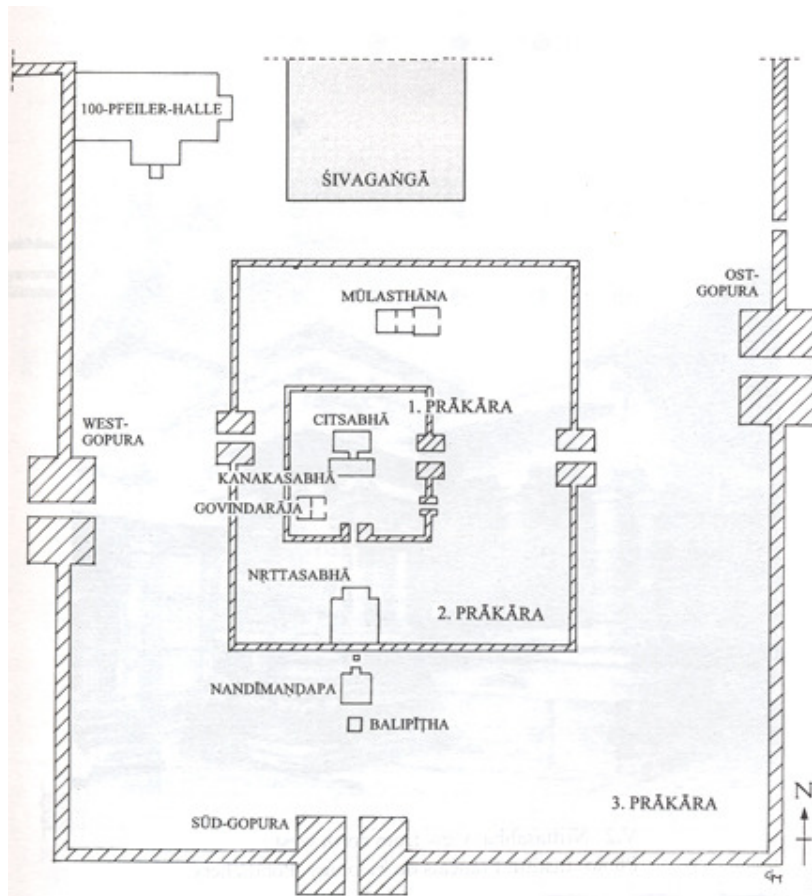 100-PFEILER-HALLE
ŚIVAGAṄGĀ
OST-
GOPURA
MŪLASTHĀNA
1. PRĀKĀRA
WEST-
GOPURA
CITSABHĀ
KANAKASABHĀ
GOVINDARĀJA
NṚTTASABHĀ
2. PRĀKĀRA
NANDĪMAṆḌAPA
BALIPĪṬHA
3. PRĀKĀRA
N
SÜD-GOPURA